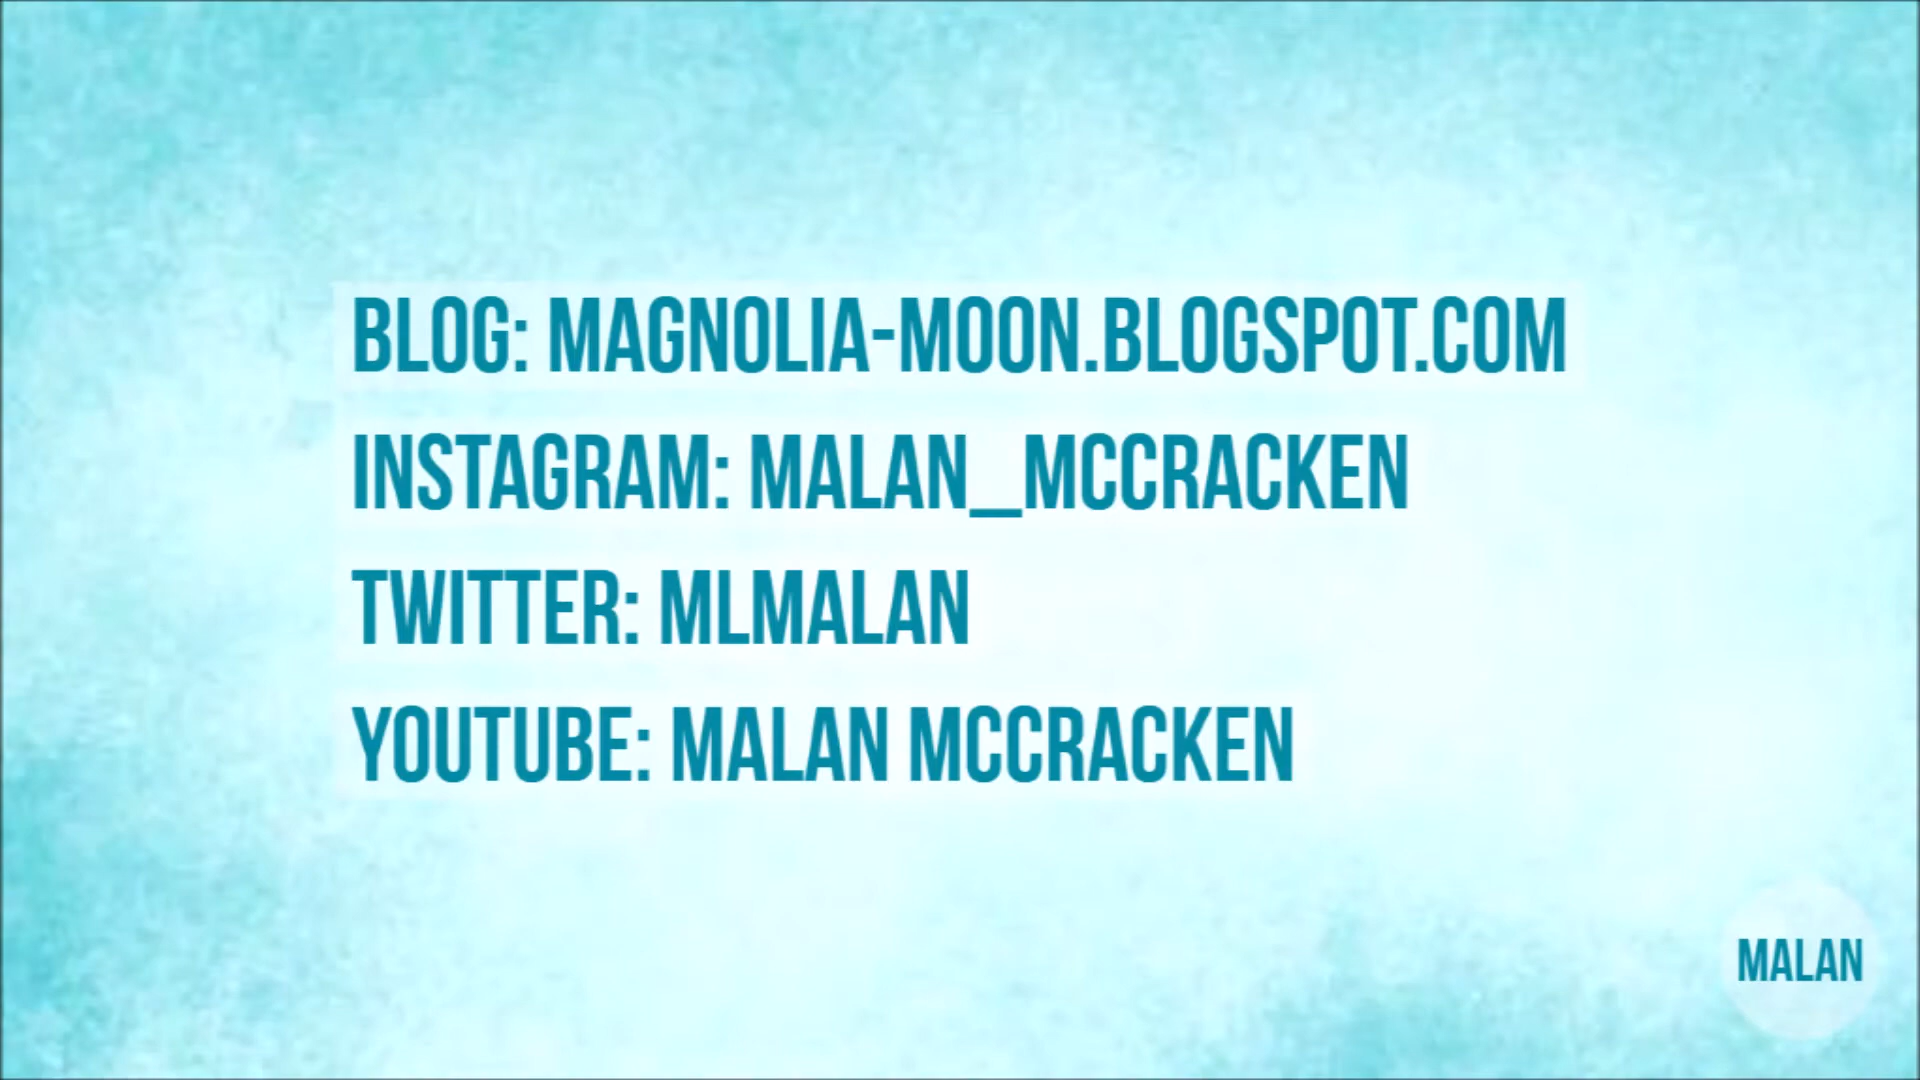 BLOG: MAGNOLIA-MOON.BLOGSPOT.COM
INSTAGRAM: MALAN_MCCRACKEN
TWITTER: MLMALAN
YOUTUBE: MALAN MCCRACKEN
MALAN